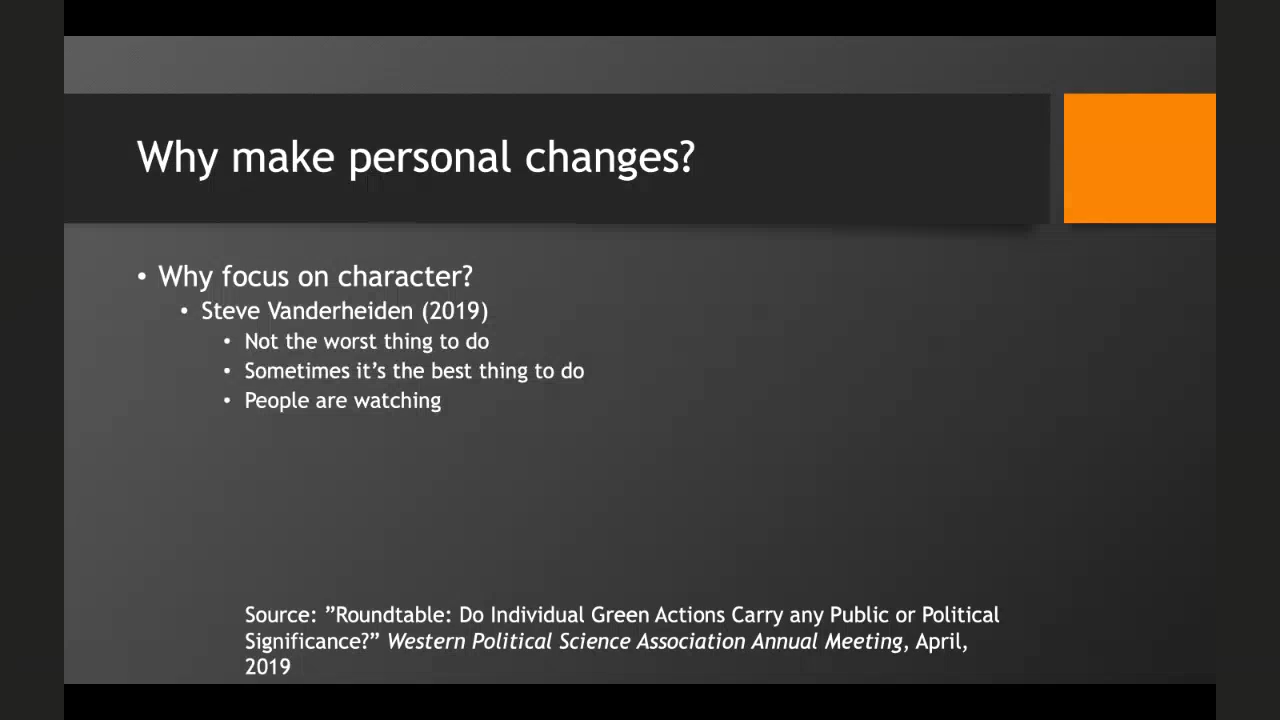 Why make personal changes?
• Why focus on character?
• Steve Vanderheiden (2019)
• Not the worst thing to do
• Sometimes it’s the best thing to do
• People are watching
Source: ”Roundtable: Do Individual Green Actions Carry any Public or Political
Significance?” Western Political Science Association Annual Meeting, April,
2019